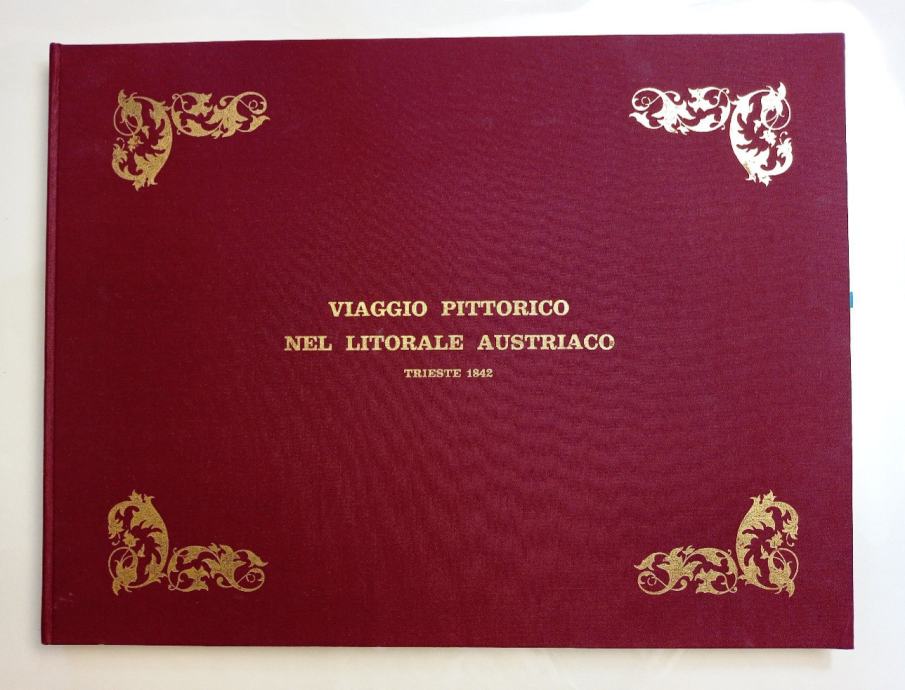 VIAGGIO PITTORICO
NEL LITORALE AUSTRIACO
TRIESTE 1842